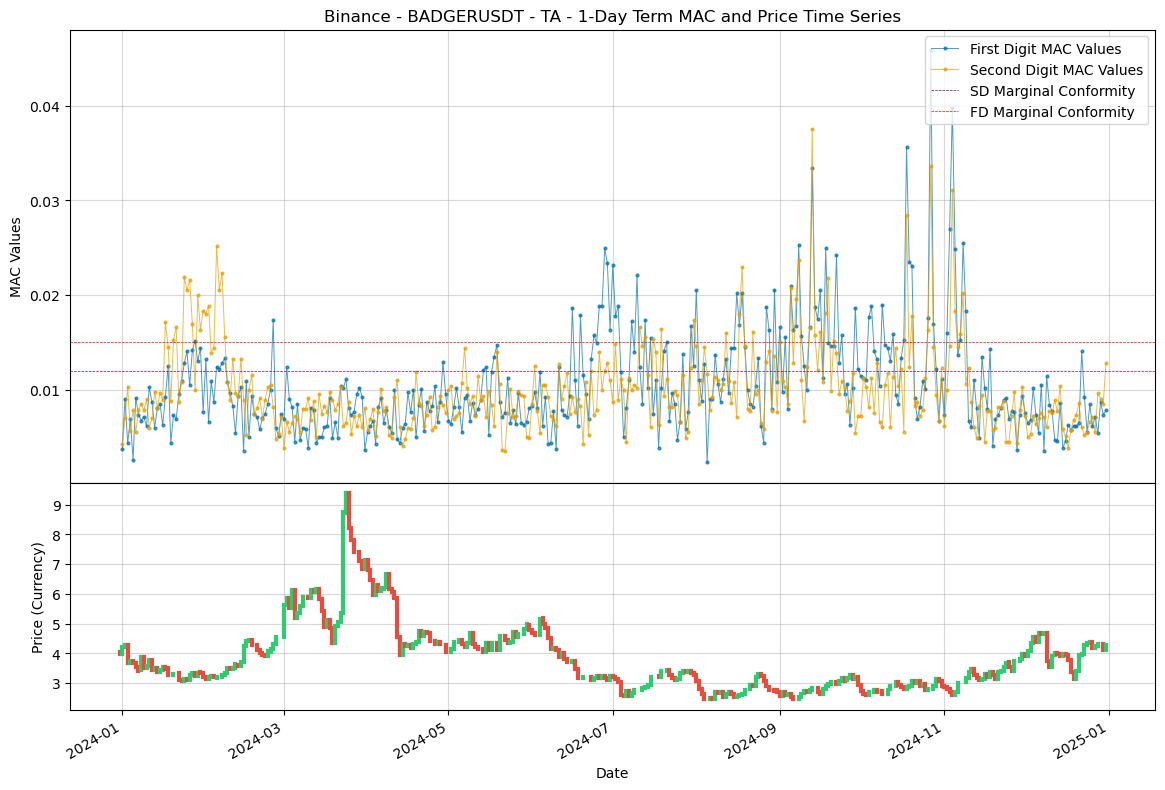 Binance - BADGERUSDT - TA - 1-Day Term MAC and Price Time Series
First Digit MAC Values
Second Digit MAC Values
SD Marginal Conformity
FD Marginal Conformity
MAC Values
0.04
0.03
0.02
0.01
Price (Currency)
9
8
7
6
5
4
3
2024-01
2024-03
2024-05
2024-07
2024-09
2024-11
2025-01
Date